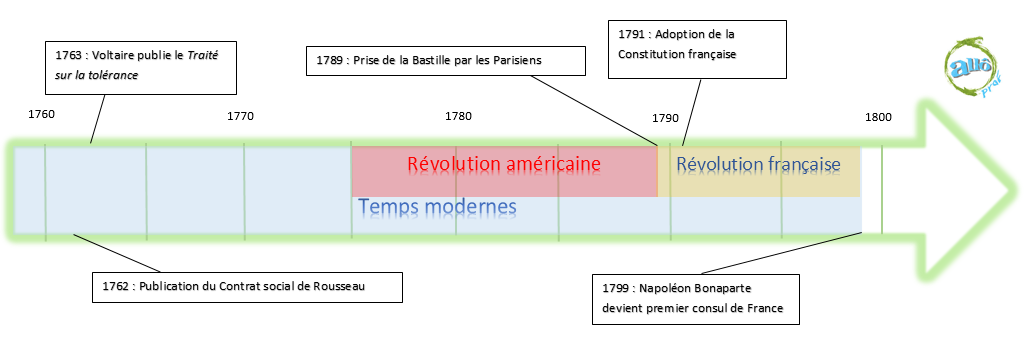 1763 : Voltaire publie le Traité
sur la tolérance
1789 : Prise de la Bastille par les Parisiens
1791 : Adoption de la
Constitution française
allô
prof
1760
1770
1780
1790
1800
Révolution américaine
Révolution française
Temps modernes
1762 : Publication du Contrat social de Rousseau
1799 : Napoléon Bonaparte
devient premier consul de France